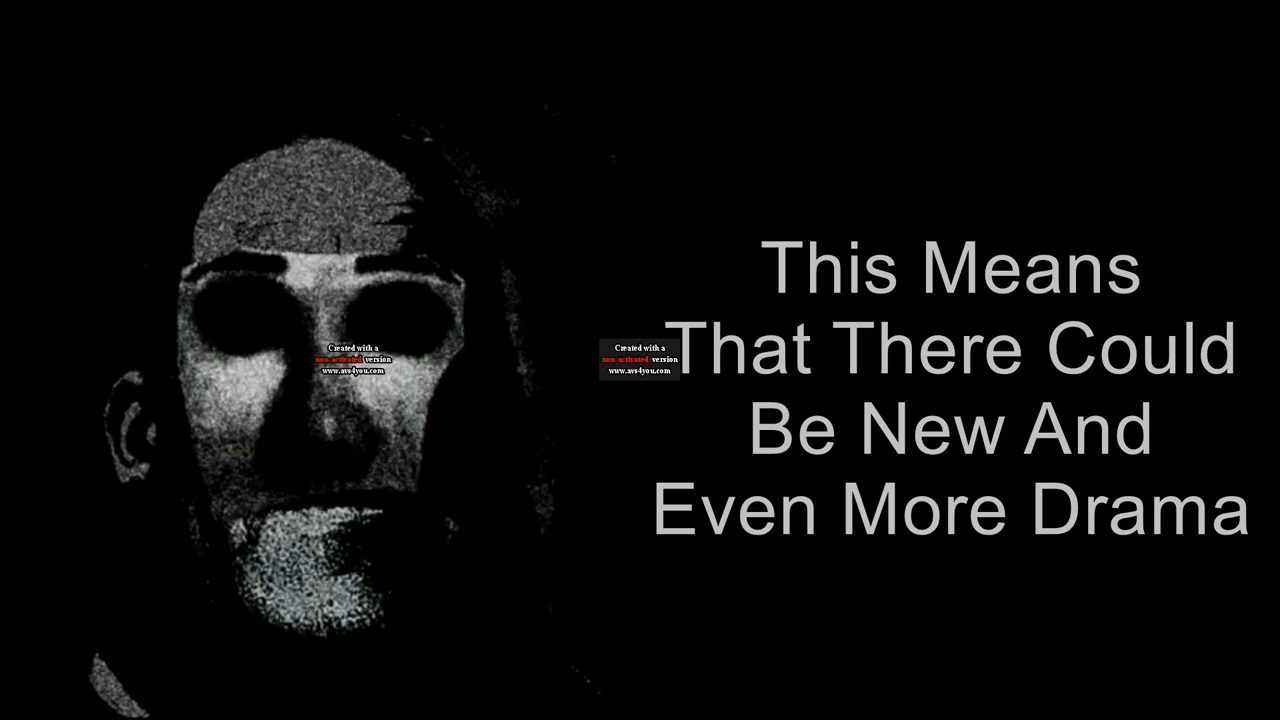 This Means
That There Could
Be New And
Even More Drama
Created with a
non-activated version
www.avs4you.com
Created with a
non-activated version
www.avs4you.com